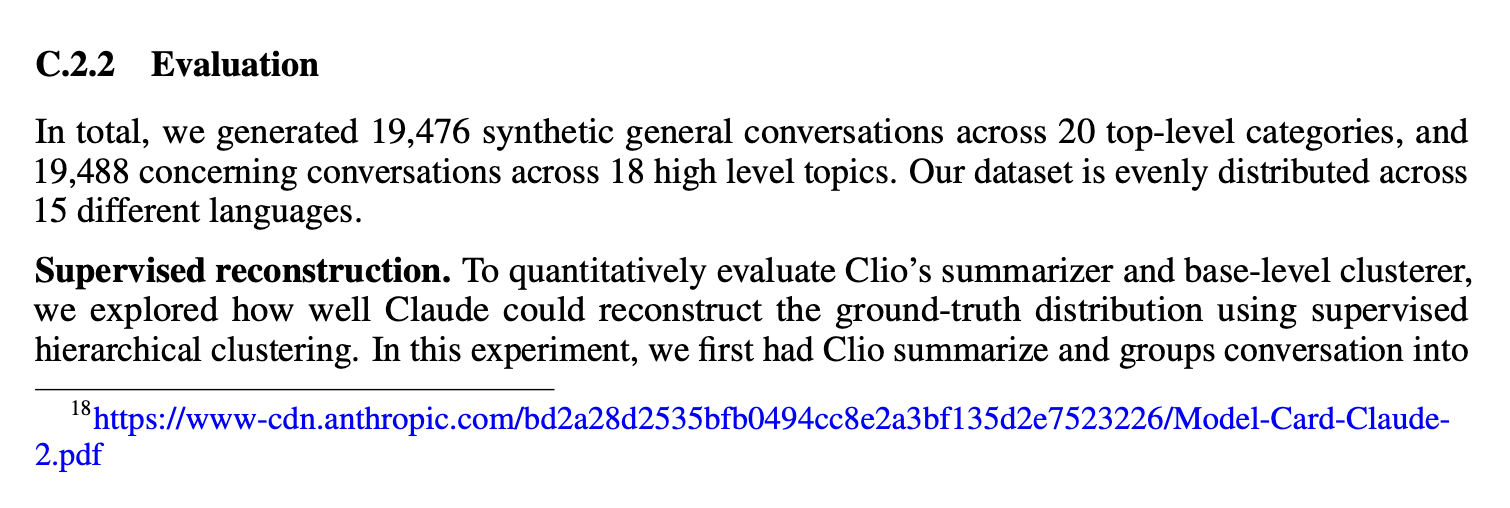 C.2.2 Evaluation
In total, we generated 19,476 synthetic general conversations across 20 top-level categories, and
19,488 concerning conversations across 18 high level topics. Our dataset is evenly distributed across
15 different languages.
Supervised reconstruction. To quantitatively evaluate Clio’s summarizer and base-level clusterer,
we explored how well Claude could reconstruct the ground-truth distribution using supervised
hierarchical clustering. In this experiment, we first had Clio summarize and groups conversation into
18https://www-cdn.anthropic.com/bd2a28d2535bfb0494cc8e2a3bf135d2e7523226/Model-Card-Claude-
2.pdf